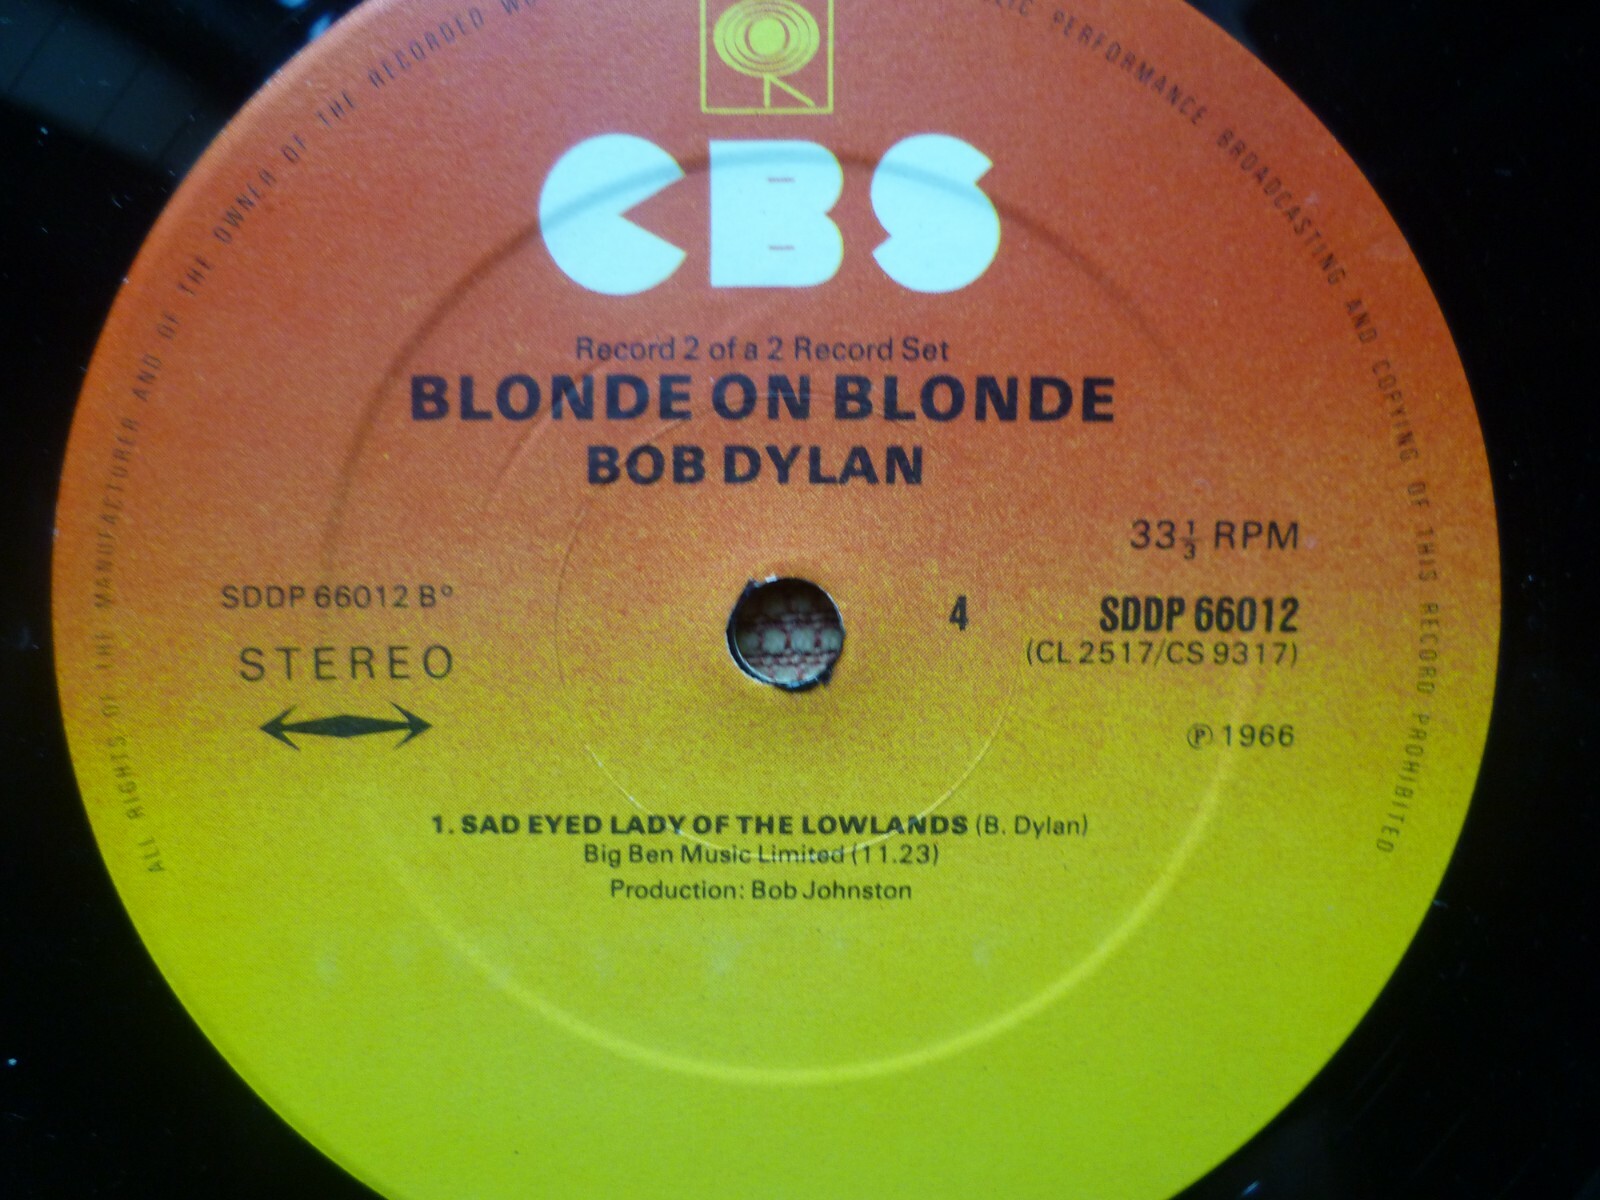 CBS
Record 2 of a 2 Record Set
BLONDE ON BLONDE
BOB DYLAN
33⅓ RPM
SDDP 66012 B°
4
SDDP 66012
STEREO
(CL 2517/CS 9317)
℗ 1966
1. SAD EYED LADY OF THE LOWLANDS (B. Dylan)
Big Ben Music Limited (11.23)
Production: Bob Johnston
ALL RIGHTS OF THE MANUFACTURER AND OF THE OWNER OF THE RECORDED
PERFORMANCE BROADCASTING AND COPYING OF THIS RECORD PROHIBITED